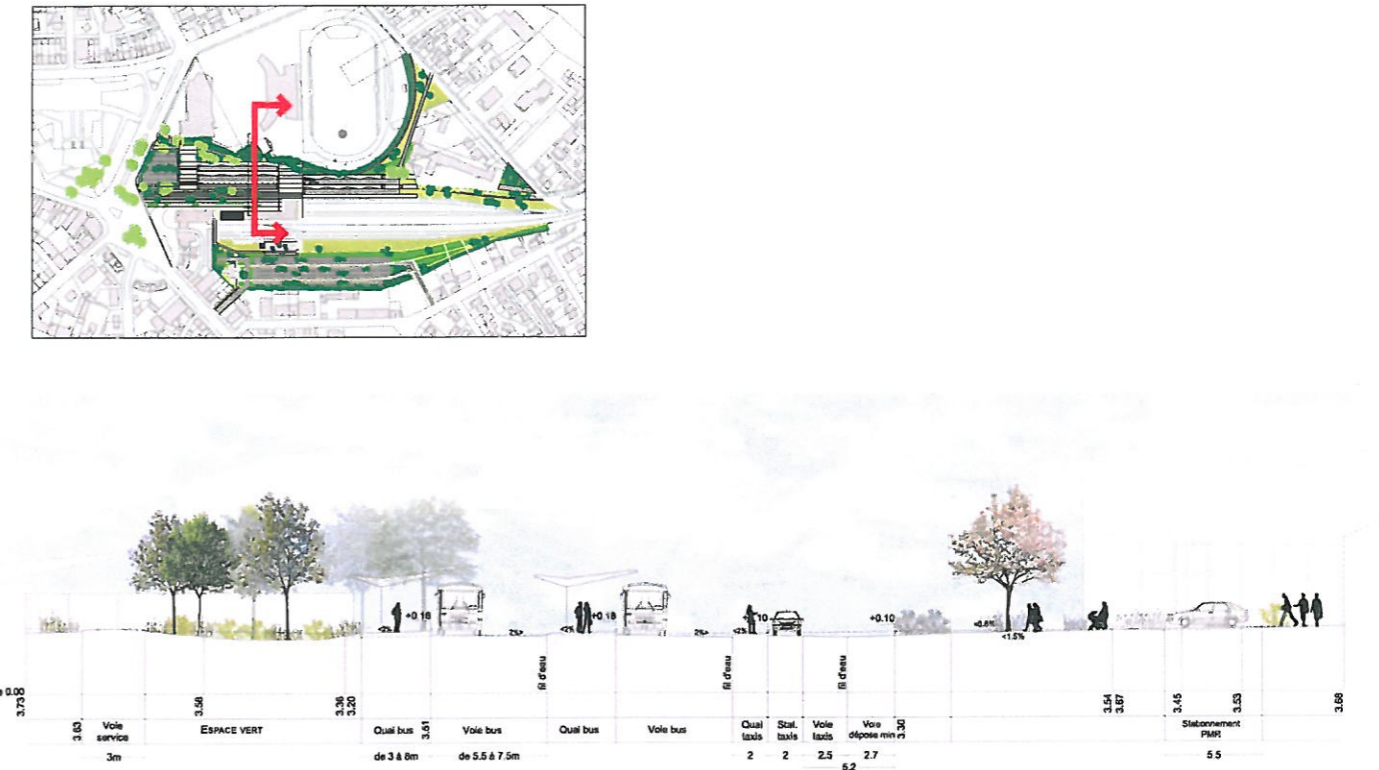 +0.18
+0.18
+0.10
<2%
2%
<2%
2%
<2%
+0.6%
<1.5%
fil d'eau
fil d'eau
fil d'eau
0.00
3.73
3.63
3.58
3.36
3.20
3.51
3.30
3.54
3.67
3.45
3.53
3.68
Voie service
ESPACE VERT
Quai bus
Voie bus
Quai bus
Voie bus
Quai taxis
Stat. taxis
Voie taxis
Voie dépose min
Stationnement PMR
3m
de 3 à 8m
de 5.5 à 7.5m
2
2
2.5
2.7
5.2
5.5